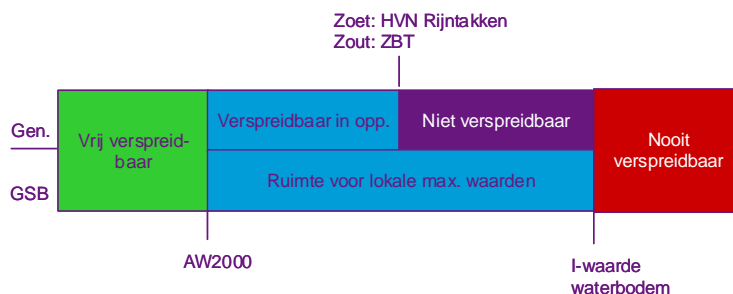 Zoet: HVN Rijntakken
Zout: ZBT
Gen.
GSB
Vrij verspreid-
baar
Verspreidbaar in opp.
Niet verspreidbaar
Ruimte voor lokale max. waarden
Nooit
verspreidbaar
AW2000
I-waarde
waterbodem